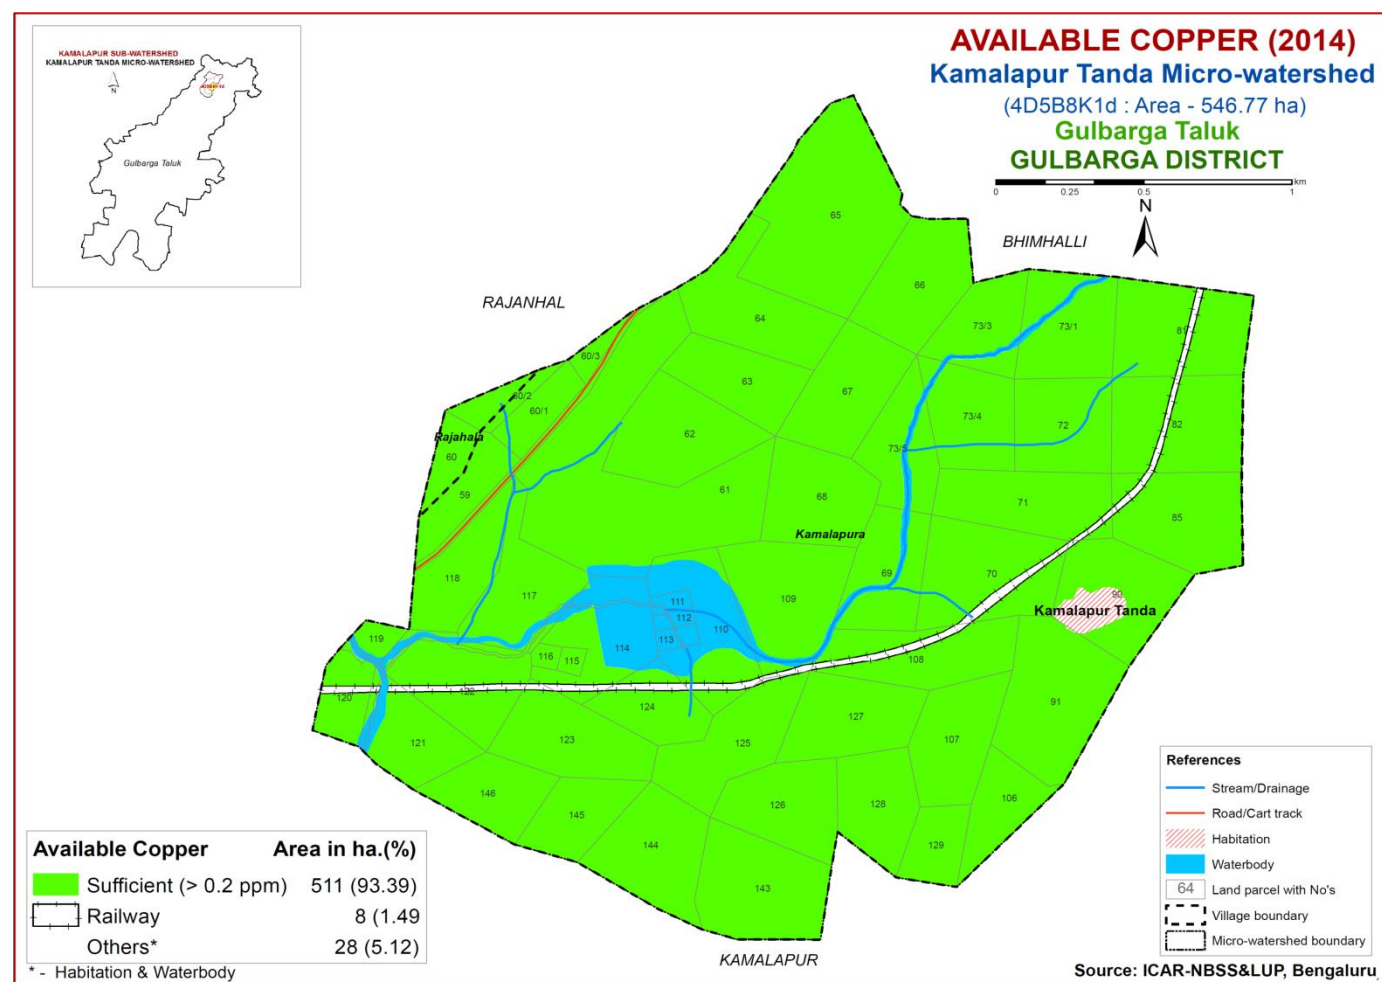 KAMALAPUR SUB-WATERSHED
KAMALAPUR TANDA MICRO-WATERSHED
N
Gulbarga Taluk
AVAILABLE COPPER (2014)
Kamalapur Tanda Micro-watershed
(4D5B8K1d : Area - 546.77 ha)
Gulbarga Taluk
GULBARGA DISTRICT
km
0 0.25 0.5 1
N
BHIMHALLI
RAJANHAL
65
66
64
73/3
73/1
81
60/3
63
67
60/2
60/1
62
73/4
72
82
Rajahala
73/5
60
59
61
68
71
85
Kamalapura
118
117
69
70
109
111
90
Kamalapur Tanda
112
110
119
113
114
116
115
108
120
122
124
91
127
121
123
125
107
146
145
126
128
106
144
129
143
KAMALAPUR
Available Copper Area in ha.(%)
Sufficient (> 0.2 ppm) 511 (93.39)
Railway 8 (1.49
Others* 28 (5.12)
* - Habitation & Waterbody
References
Stream/Drainage
Road/Cart track
Habitation
Waterbody
64 Land parcel with No's
Village boundary
Micro-watershed boundary
Source: ICAR-NBSS&LUP, Bengaluru